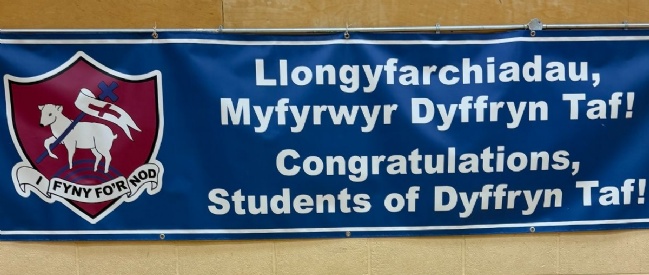 I FYNY FO'R NOD
Llongyfarchiadau,
Myfyrwyr Dyffryn Taf!
Congratulations,
Students of Dyffryn Taf!